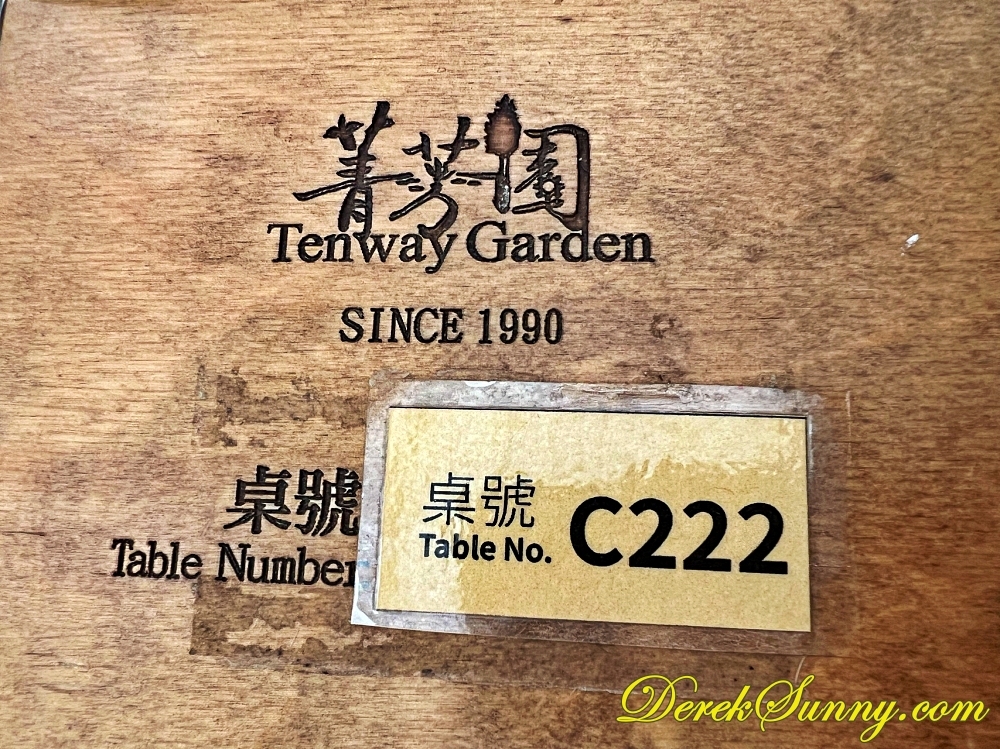 菁芳園
Tenway Garden
SINCE 1990
桌號
Table Number
桌號
Table No.
C222
DerekSunny.com